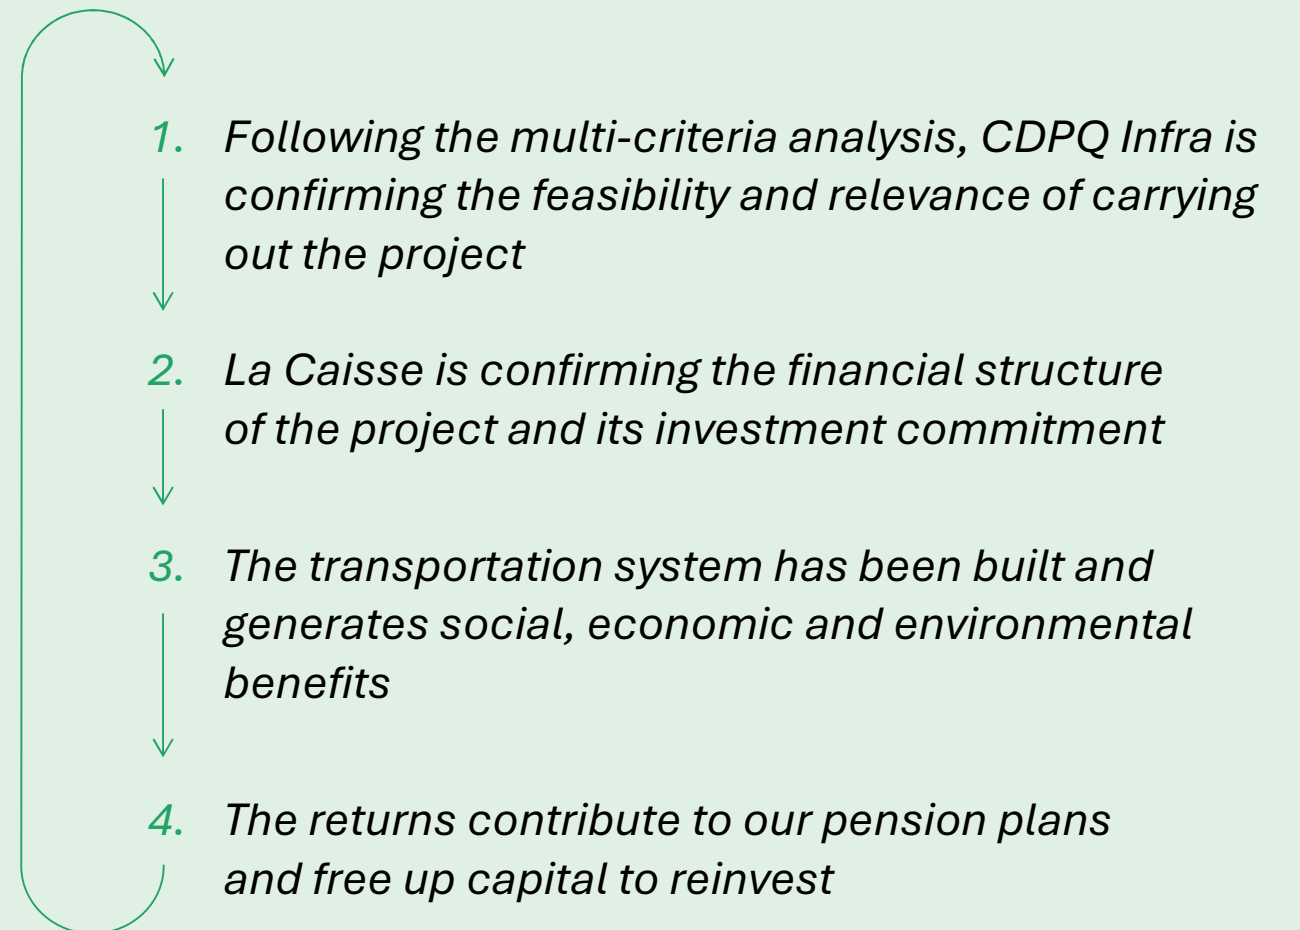 1. Following the multi-criteria analysis, CDPQ Infra is
confirming the feasibility and relevance of carrying
out the project
2. La Caisse is confirming the financial structure
of the project and its investment commitment
3. The transportation system has been built and
generates social, economic and environmental
benefits
4. The returns contribute to our pension plans
and free up capital to reinvest